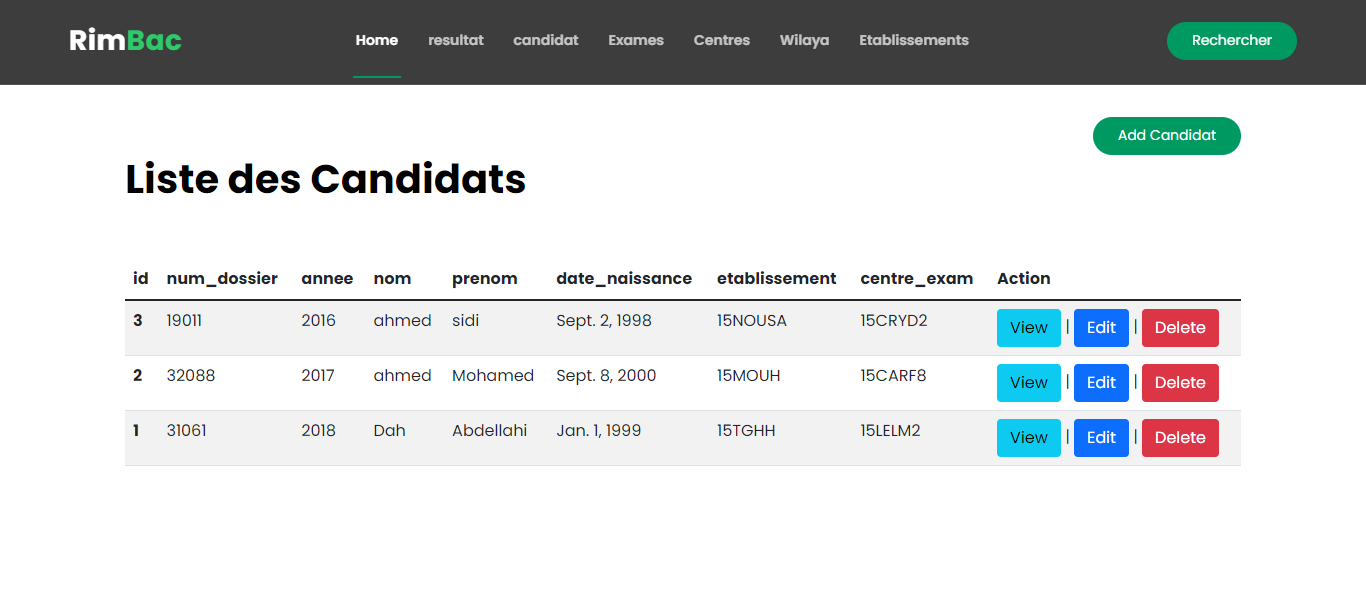 RimBac Home resultat candidat Exames Centres Wilaya Etablissements Rechercher
Add Candidat
Liste des Candidats
id num_dossier annee nom prenom date_naissance etablissement centre_exam Action
3 19011 2016 ahmed sidi Sept. 2, 1998 15NOUSA 15CRYD2 View | Edit | Delete
2 32088 2017 ahmed Mohamed Sept. 8, 2000 15MOUH 15CARF8 View | Edit | Delete
1 31061 2018 Dah Abdellahi Jan. 1, 1999 15TGHH 15LELM2 View | Edit | Delete